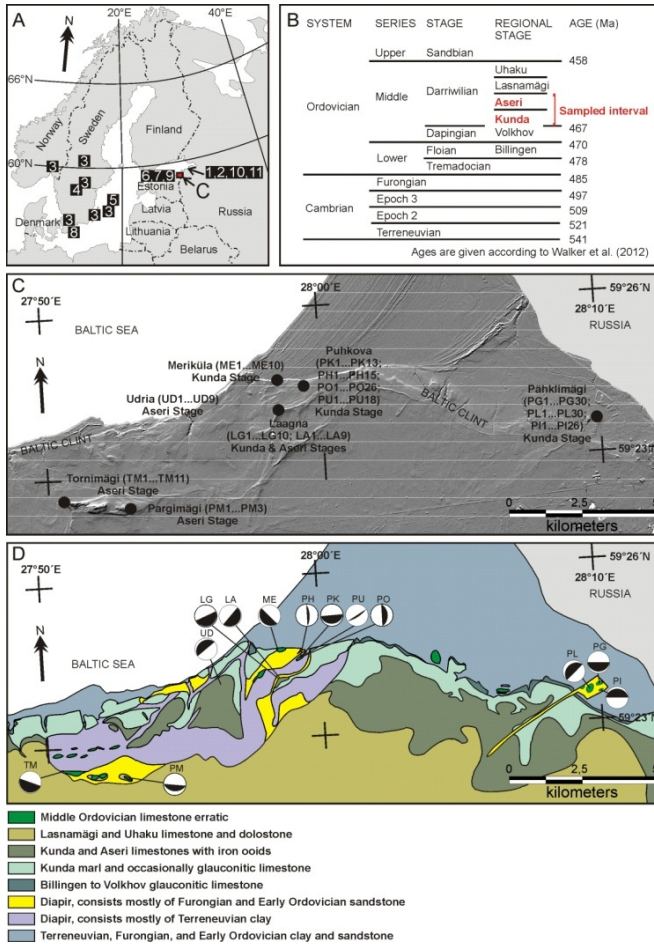 A
20°E
40°E
N
66°N
Norway
Sweden
Finland
60°N
3
3
4
5
3
3
3
8
6,7,9
1,2,10,11
Estonia
C
Latvia
Lithuania
Denmark
Russia
Belarus
B
SYSTEM SERIES STAGE REGIONAL STAGE AGE (Ma)
Upper Sandbian
458
Uhaku
Lasnamägi
Ordovician Middle Darriwilian
Aseri
Sampled interval
Kunda
467
Dapingian Volkhov
470
Lower Floian Billingen
478
Tremadocian
485
Furongian
497
Cambrian Epoch 3
509
Epoch 2
521
Terreneuvian
541
Ages are given according to Walker et al. (2012)
C
27°50´E
28°00´E
59°26´N
28°10´E
BALTIC SEA
RUSSIA
N
Meriküla (ME1...ME10)
Kunda Stage
Puhkova
(PK1...PK13;
PH1...PH15;
PO1...PO26;
PU1...PU18)
Kunda Stage
Udria (UD1...UD9)
Aseri Stage
Laagna
(LG1...LG10; LA1...LA9)
Kunda & Aseri Stages
Pähklimägi
(PG1...PG30;
PL1...PL30;
PI1...PI26)
Kunda Stage
BALTIC CLINT
BALTIC CLINT
59°23´N
Tornimägi (TM1...TM11)
Aseri Stage
Pargimägi (PM1...PM3)
Aseri Stage
0 2,5 5
kilometers
D
27°50´E
28°00´E
59°26´N
28°10´E
RUSSIA
N
BALTIC SEA
LG LA ME PH PK PU PO
UD
PL PG
PI
59°23´N
TM PM
0 2,5 5
kilometers
Middle Ordovician limestone erratic
Lasnamägi and Uhaku limestone and dolostone
Kunda and Aseri limestones with iron ooids
Kunda marl and occasionally glauconitic limestone
Billingen to Volkhov glauconitic limestone
Diapir, consists mostly of Furongian and Early Ordovician sandstone
Diapir, consists mostly of Terreneuvian clay
Terreneuvian, Furongian, and Early Ordovician clay and sandstone